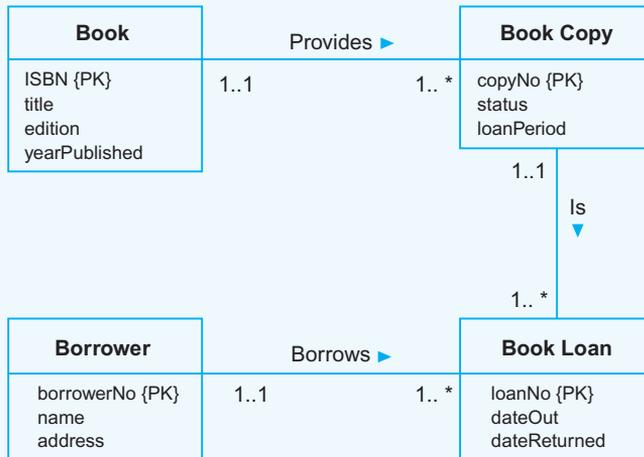 Book
ISBN {PK}
title
edition
yearPublished
Provides ►
1..1
1.. *
Book Copy
copyNo {PK}
status
loanPeriod
1..1
Is
▼
1.. *
Borrower
borrowerNo {PK}
name
address
Borrows ►
1..1
1.. *
Book Loan
loanNo {PK}
dateOut
dateReturned